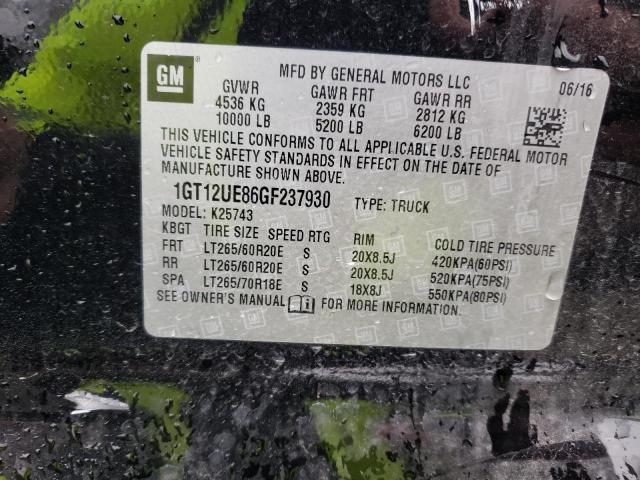 GM®
MFD BY GENERAL MOTORS LLC 06/16
GVWR GAWR FRT GAWR RR
4536 KG 2359 KG 2812 KG
10000 LB 5200 LB 6200 LB
THIS VEHICLE CONFORMS TO ALL APPLICABLE U.S. FEDERAL MOTOR
VEHICLE SAFETY STANDARDS IN EFFECT ON THE DATE OF
MANUFACTURE SHOWN ABOVE.
1GT12UE86GF237930 TYPE: TRUCK
MODEL: K25743
KBGT TIRE SIZE SPEED RTG RIM COLD TIRE PRESSURE
FRT LT265/60R20E S 20X8.5J 420KPA(60PSI)
RR LT265/60R20E S 20X8.5J 520KPA(75PSI)
SPA LT265/70R18E S 18X8J 550KPA(80PSI)
SEE OWNER'S MANUAL FOR MORE INFORMATION.